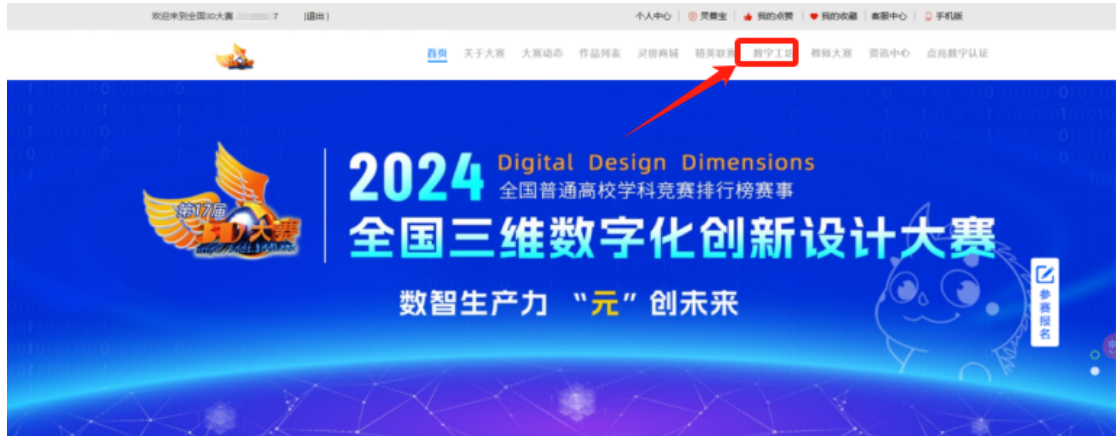 欢迎来到全国3D大赛 7 [退出]
个人中心 灵兽宝 我的点赞 我的收藏 客服中心 手机版
首页 关于大赛 大赛动态 作品列表 灵兽商城 精英联赛 数字工坊 教师大赛 资讯中心 点亮数字认证
2024 Digital Design Dimensions
全国普通高校学科竞赛排行榜赛事
第17届
3D大赛
全国三维数字化创新设计大赛
数智生产力 “元”创未来
参赛报名